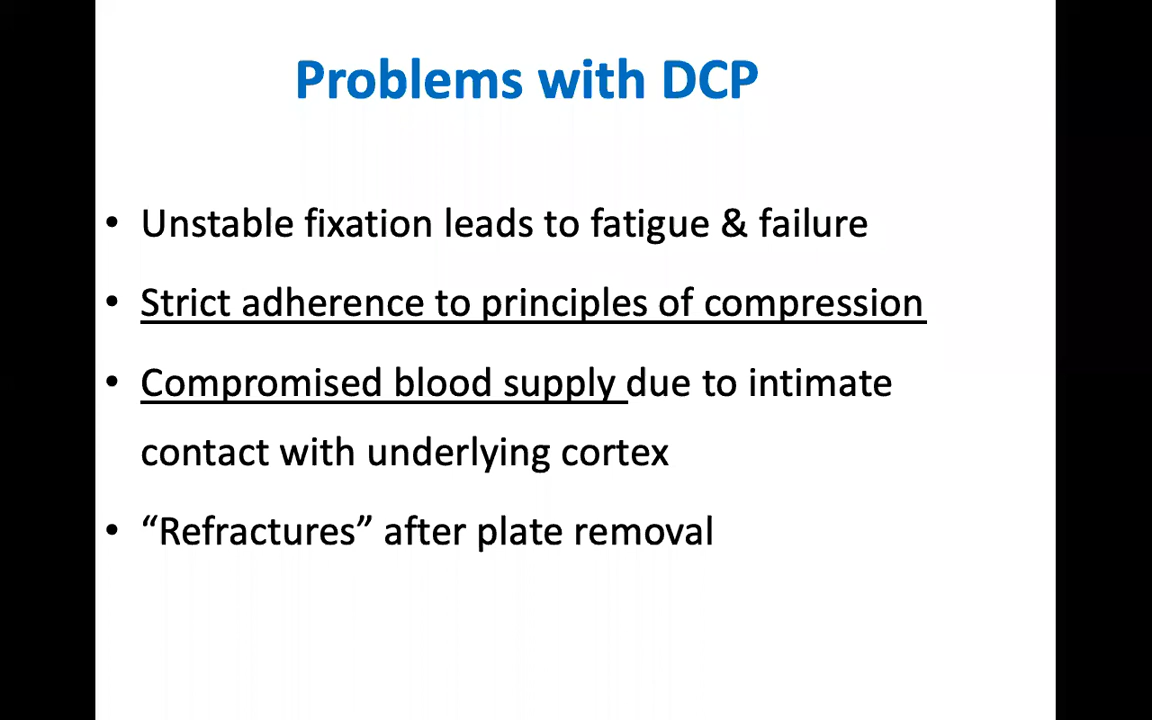 Problems with DCP
• Unstable fixation leads to fatigue & failure
• Strict adherence to principles of compression
• Compromised blood supply due to intimate
contact with underlying cortex
• “Refractures” after plate removal